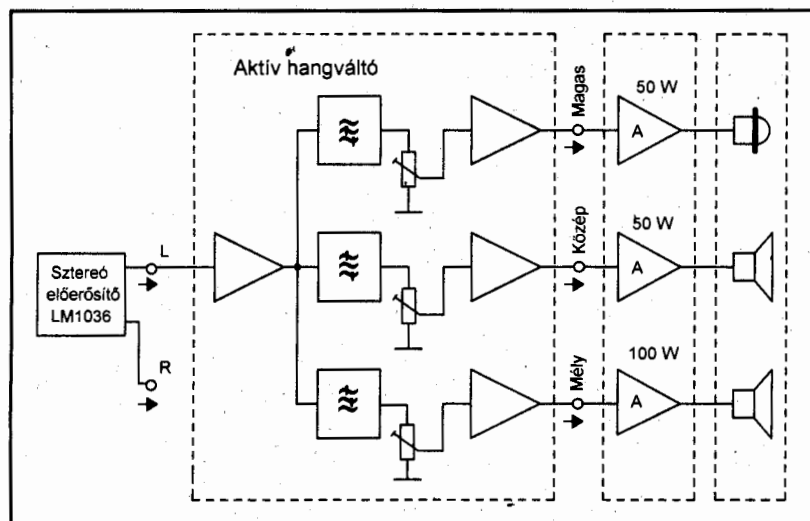 Aktív hangváltó
Magas
50 W
A
Közép
50 W
A
L
Sztereó
előerősítő
LM1036
R
Mély
100 W
A